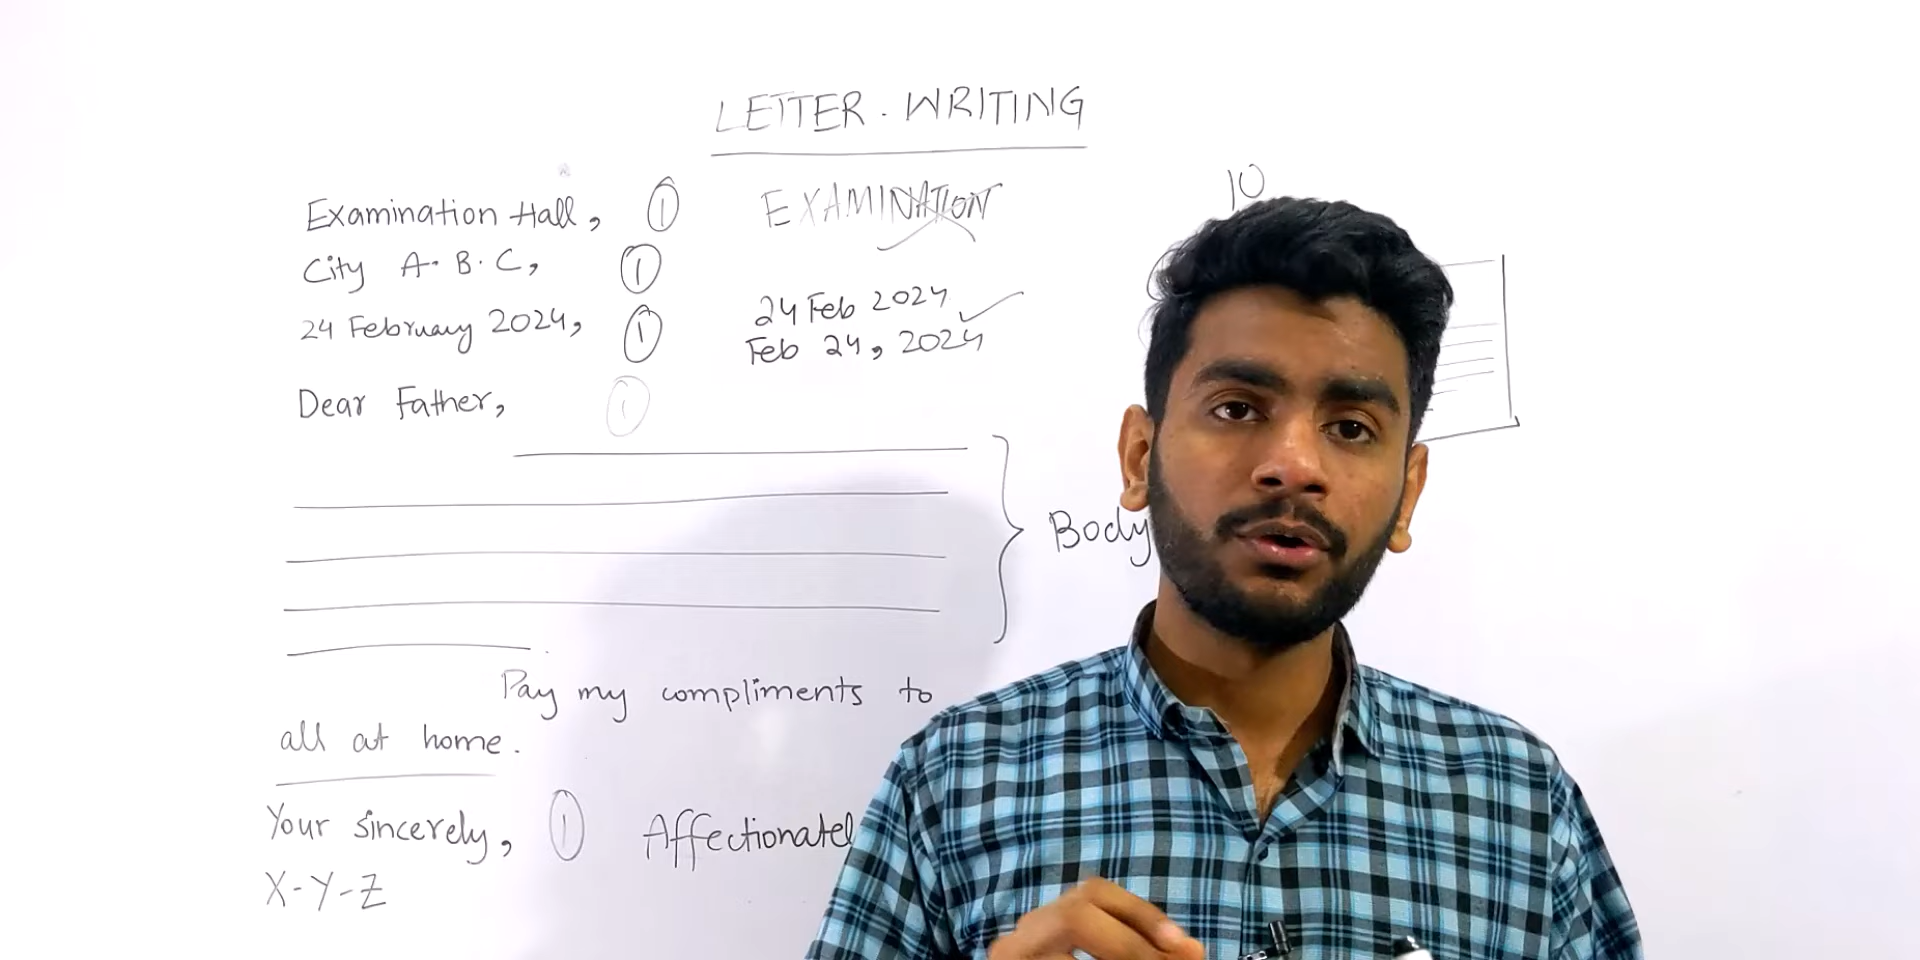 LETTER. WRITING
10
Examination Hall, 1 EXAMINATION
City A. B. C, 1
24 February 2024, 1 24 Feb 2024
Feb 24, 2024
Dear Father, 1
Body
Pay my compliments to
all at home.
Your sincerely, 1 Affectionatel
X-Y-Z